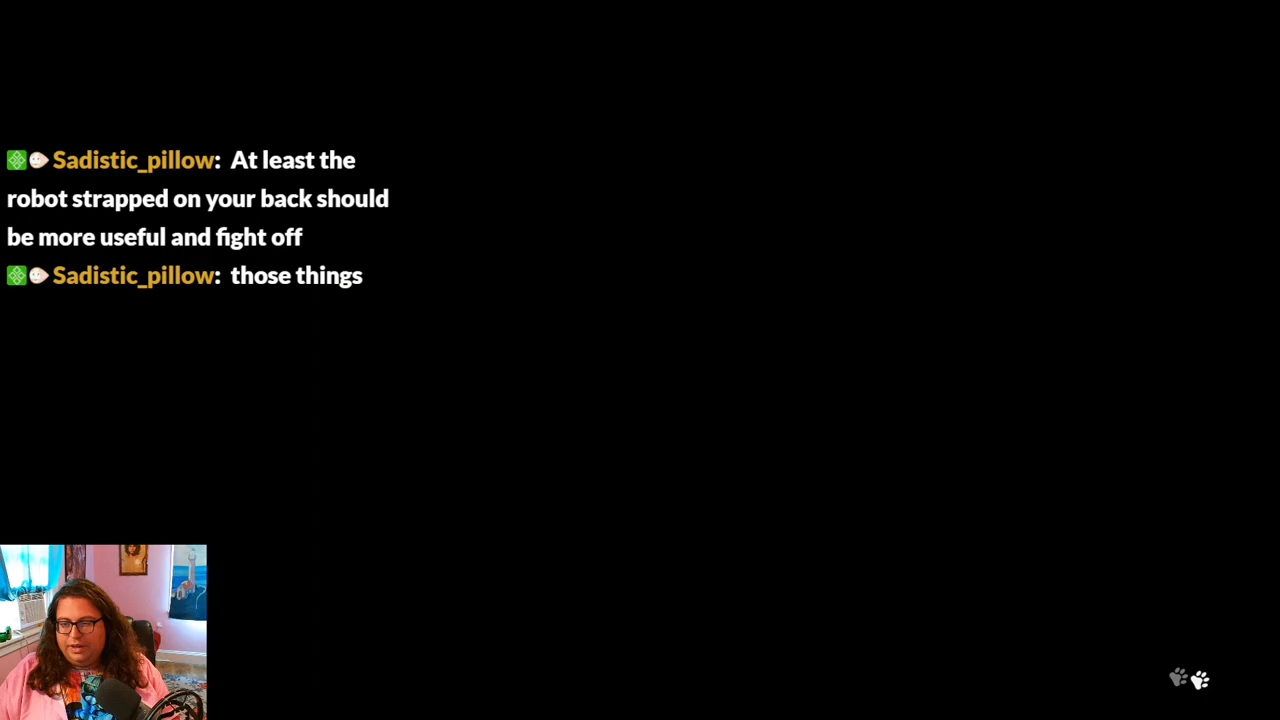 Sadistic_pillow: At least the
robot strapped on your back should
be more useful and fight off
Sadistic_pillow: those things